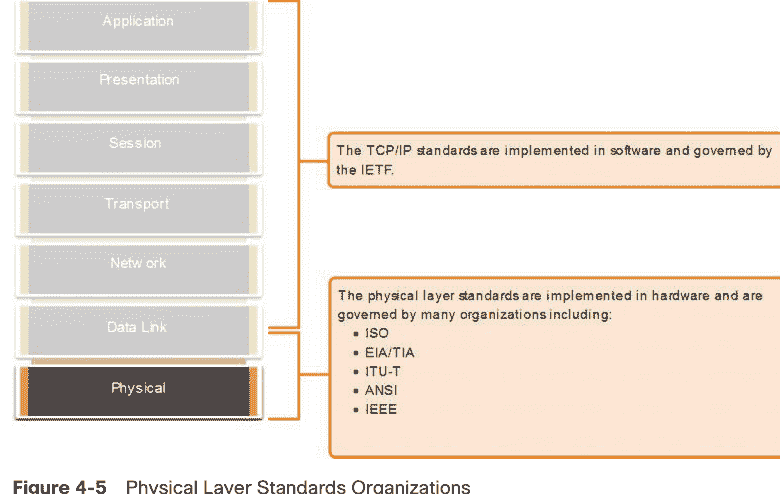 Application
Presentation
Session
Transport
Network
Data Link
Physical
The TCP/IP standards are implemented in software and governed by
the IETF.
The physical layer standards are implemented in hardware and are
governed by many organizations including:
• ISO
• EIA/TIA
• ITU-T
• ANSI
• IEEE
Figure 4-5 Physical Layer Standards Organizations